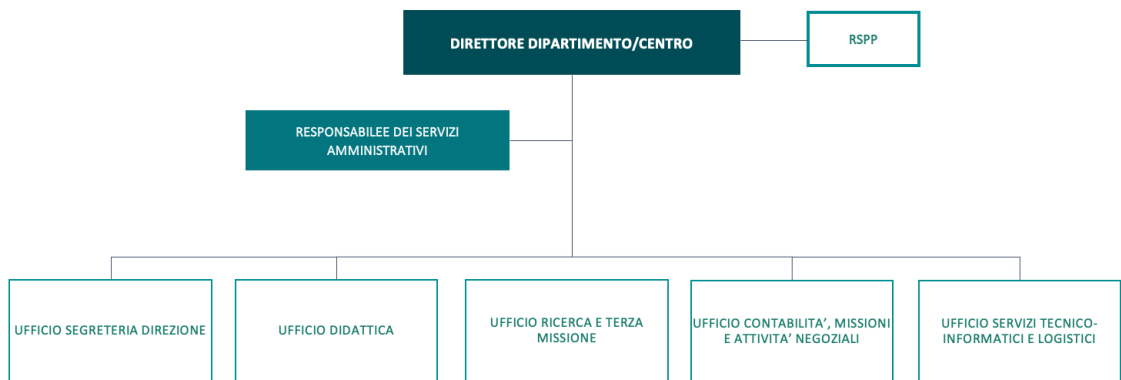 DIRETTORE DIPARTIMENTO/CENTRO
RSPP
RESPONSABILEE DEI SERVIZI
AMMINISTRATIVI
UFFICIO SEGRETERIA DIREZIONE
UFFICIO DIDATTICA
UFFICIO RICERCA E TERZA
MISSIONE
UFFICIO CONTABILITA’, MISSIONI
E ATTIVITA’ NEGOZIALI
UFFICIO SERVIZI TECNICO-
INFORMATICI E LOGISTICI